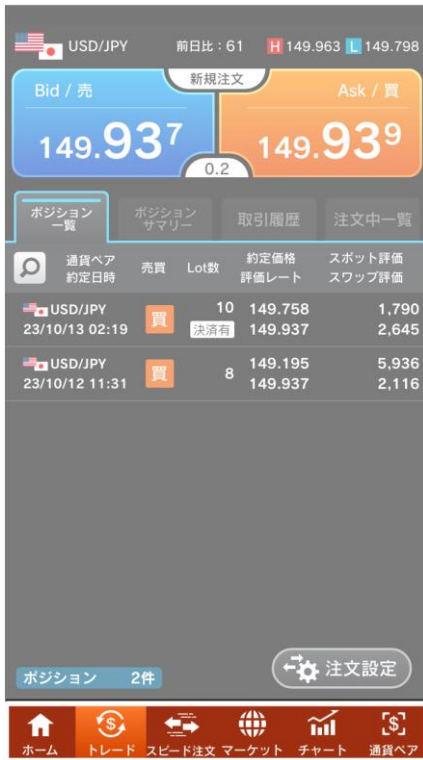 USD/JPY 前日比：61 H 149.963 L 149.798
新規注文
Bid / 売 Ask / 買
149.937 149.939
0.2
ポジション一覧 ポジションサマリー 取引履歴 注文中一覧
通貨ペア 売買 Lot数 約定価格 スポット評価
約定日時 評価レート スワップ評価
USD/JPY 買 10 149.758 1,790
23/10/13 02:19 決済有 149.937 2,645
USD/JPY 買 8 149.195 5,936
23/10/12 11:31 149.937 2,116
注文設定
ポジション 2件
ホーム トレード スピード注文 マーケット チャート 通貨ペア